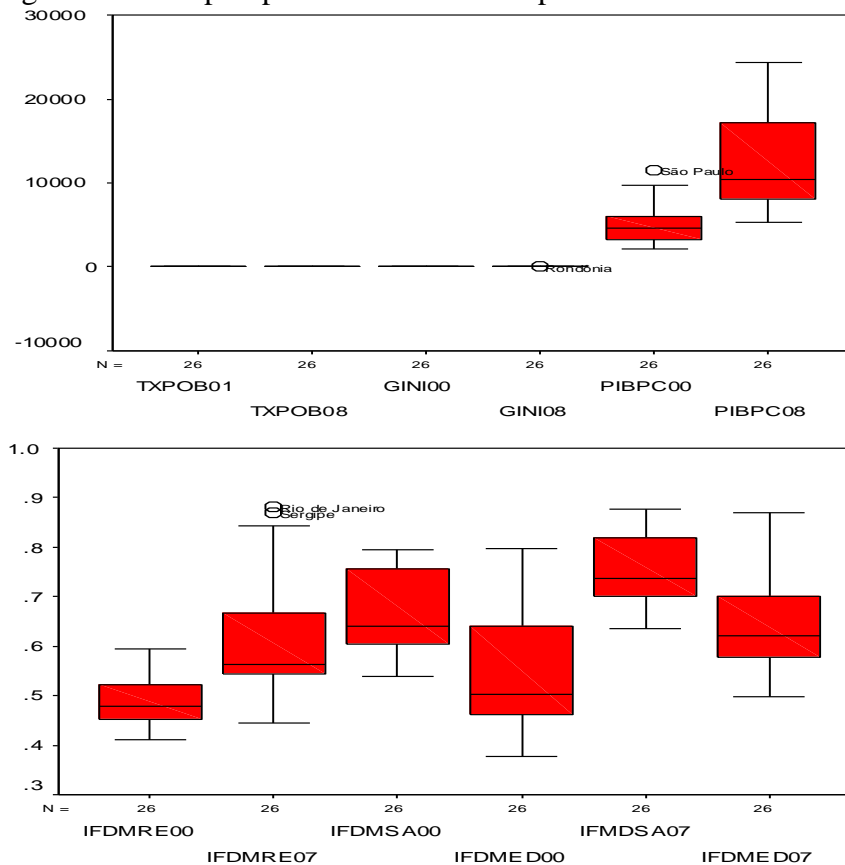 30000
20000
10000
0
-10000
São Paulo
Rondônia
N = 26 26 26 26 26 26
TXPOB01 GINI00 PIBPC00
TXPOB08 GINI08 PIBPC08
1.0
.9
.8
.7
.6
.5
.4
.3
Rio de Janeiro
Sergipe
N = 26 26 26 26 26 26
IFDMRE00 IFDMSA00 IFMDSA07
IFDMRE07 IFDMED00 IFDMED07